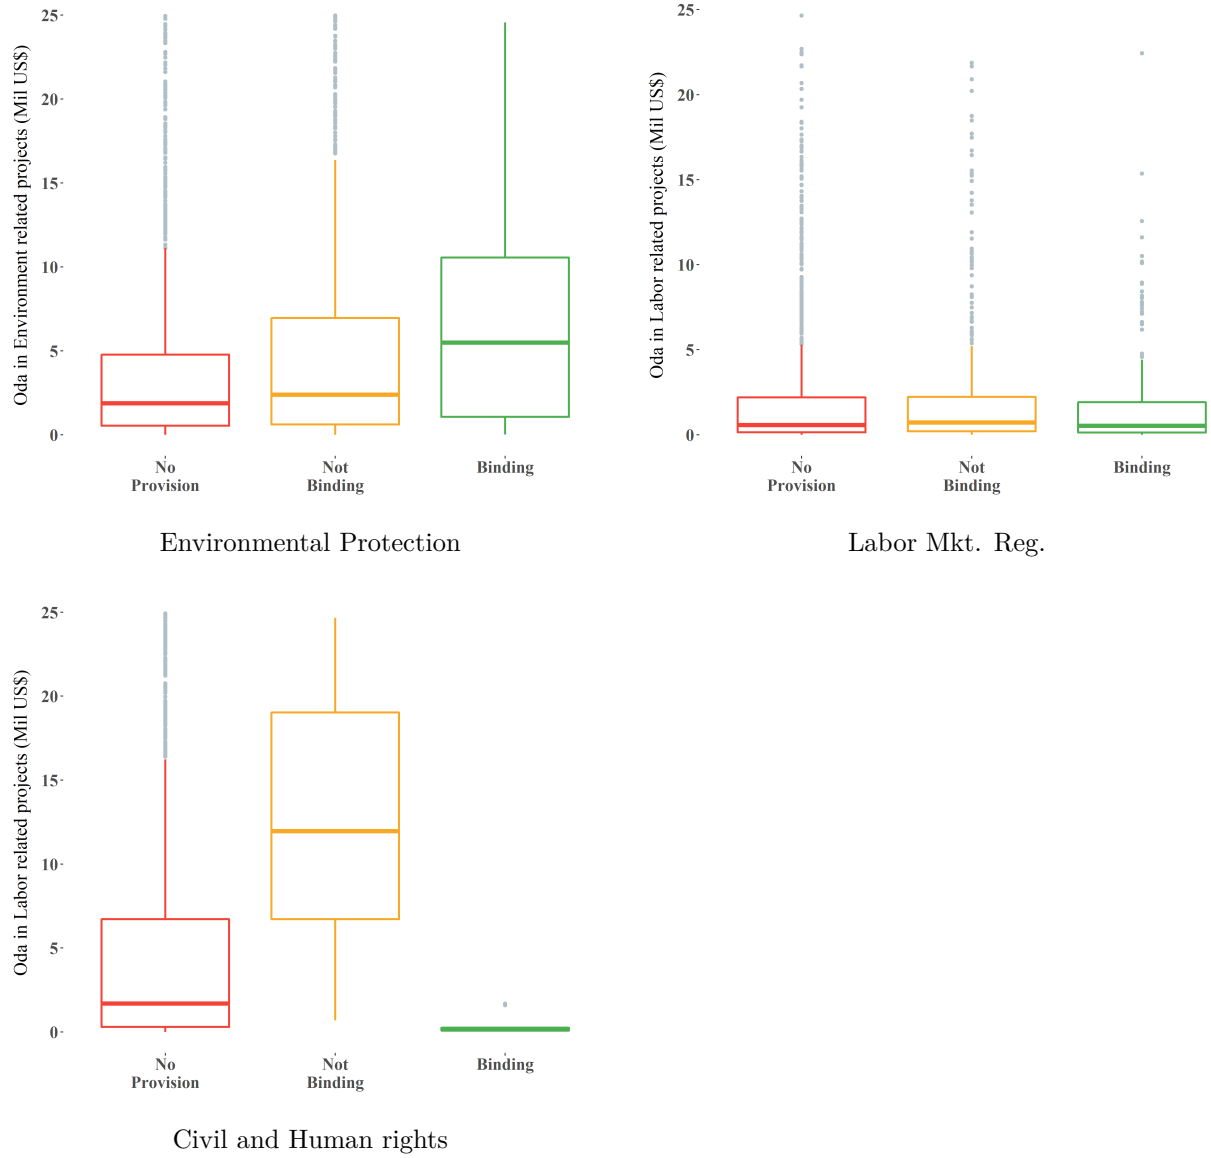 Oda in Environment related projects (Mil US$)
25
20
15
10
5
0
No
Provision
Not
Binding
Binding
Environmental Protection
Oda in Labor related projects (Mil US$)
25
20
15
10
5
0
No
Provision
Not
Binding
Binding
Labor Mkt. Reg.
Oda in Labor related projects (Mil US$)
25
20
15
10
5
0
No
Provision
Not
Binding
Binding
Civil and Human rights